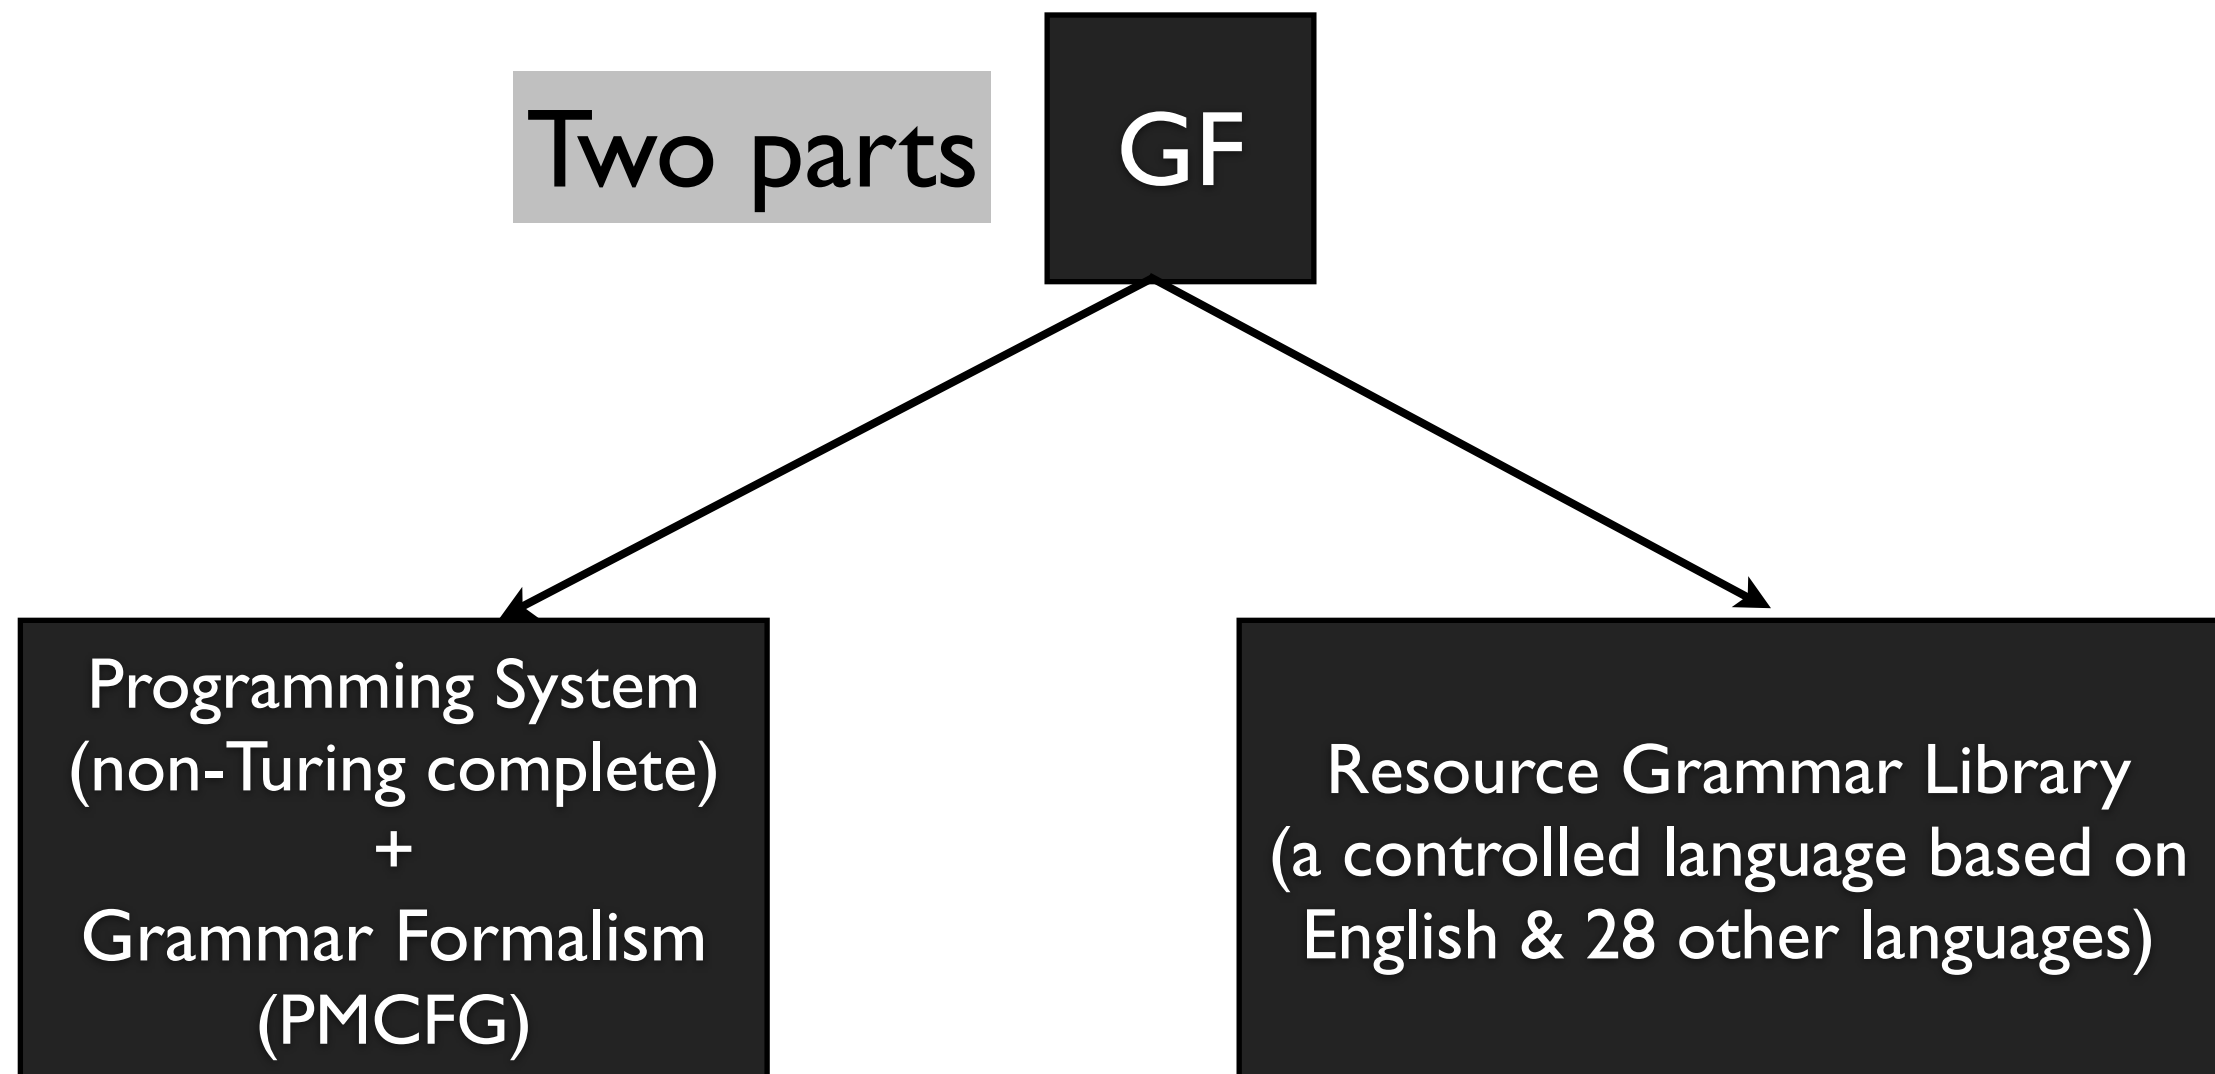 Two parts
GF
Programming System
(non-Turing complete)
+
Grammar Formalism
(PMCFG)
Resource Grammar Library
(a controlled language based on
English & 28 other languages)